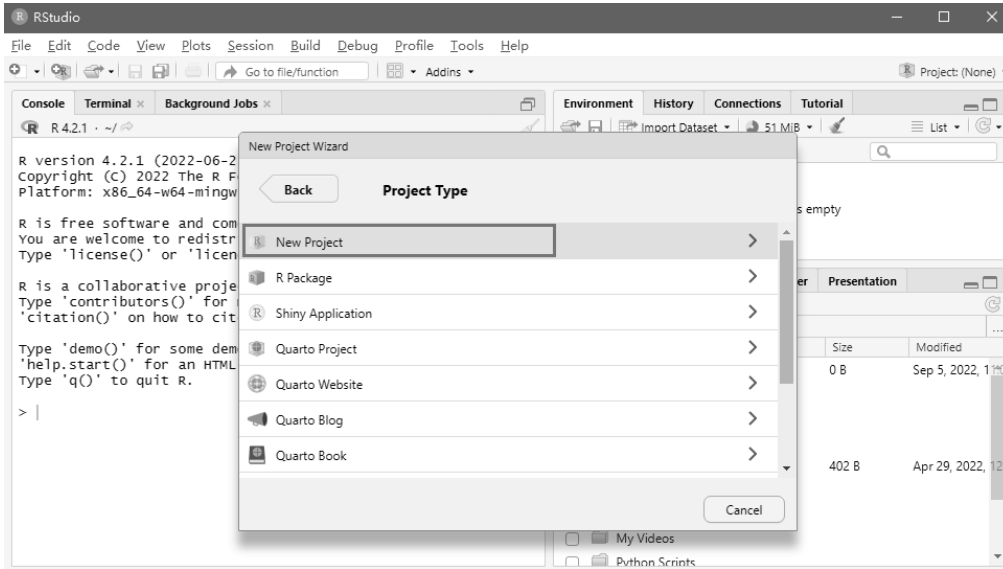 RStudio
File Edit Code View Plots Session Build Debug Profile Tools Help
Go to file/function Addins Project: (None)
Console Terminal Background Jobs
Environment History Connections Tutorial
R 4.2.1 · ~/
Import Dataset 51 MiB List
R version 4.2.1 (2022-06-2
Copyright (C) 2022 The R F
Platform: x86_64-w64-mingw
R is free software and com
You are welcome to redistr
Type 'license()' or 'licen
R is a collaborative proje
Type 'contributors()' for
'citation()' on how to cit
Type 'demo()' for some dem
'help.start()' for an HTML
Type 'q()' to quit R.
>
New Project Wizard
Back Project Type
New Project
R Package
Shiny Application
Quarto Project
Quarto Website
Quarto Blog
Quarto Book
Cancel
s empty
er Presentation
Size Modified
0 B Sep 5, 2022, 1
402 B Apr 29, 2022, 12
My Videos
Python Scripts